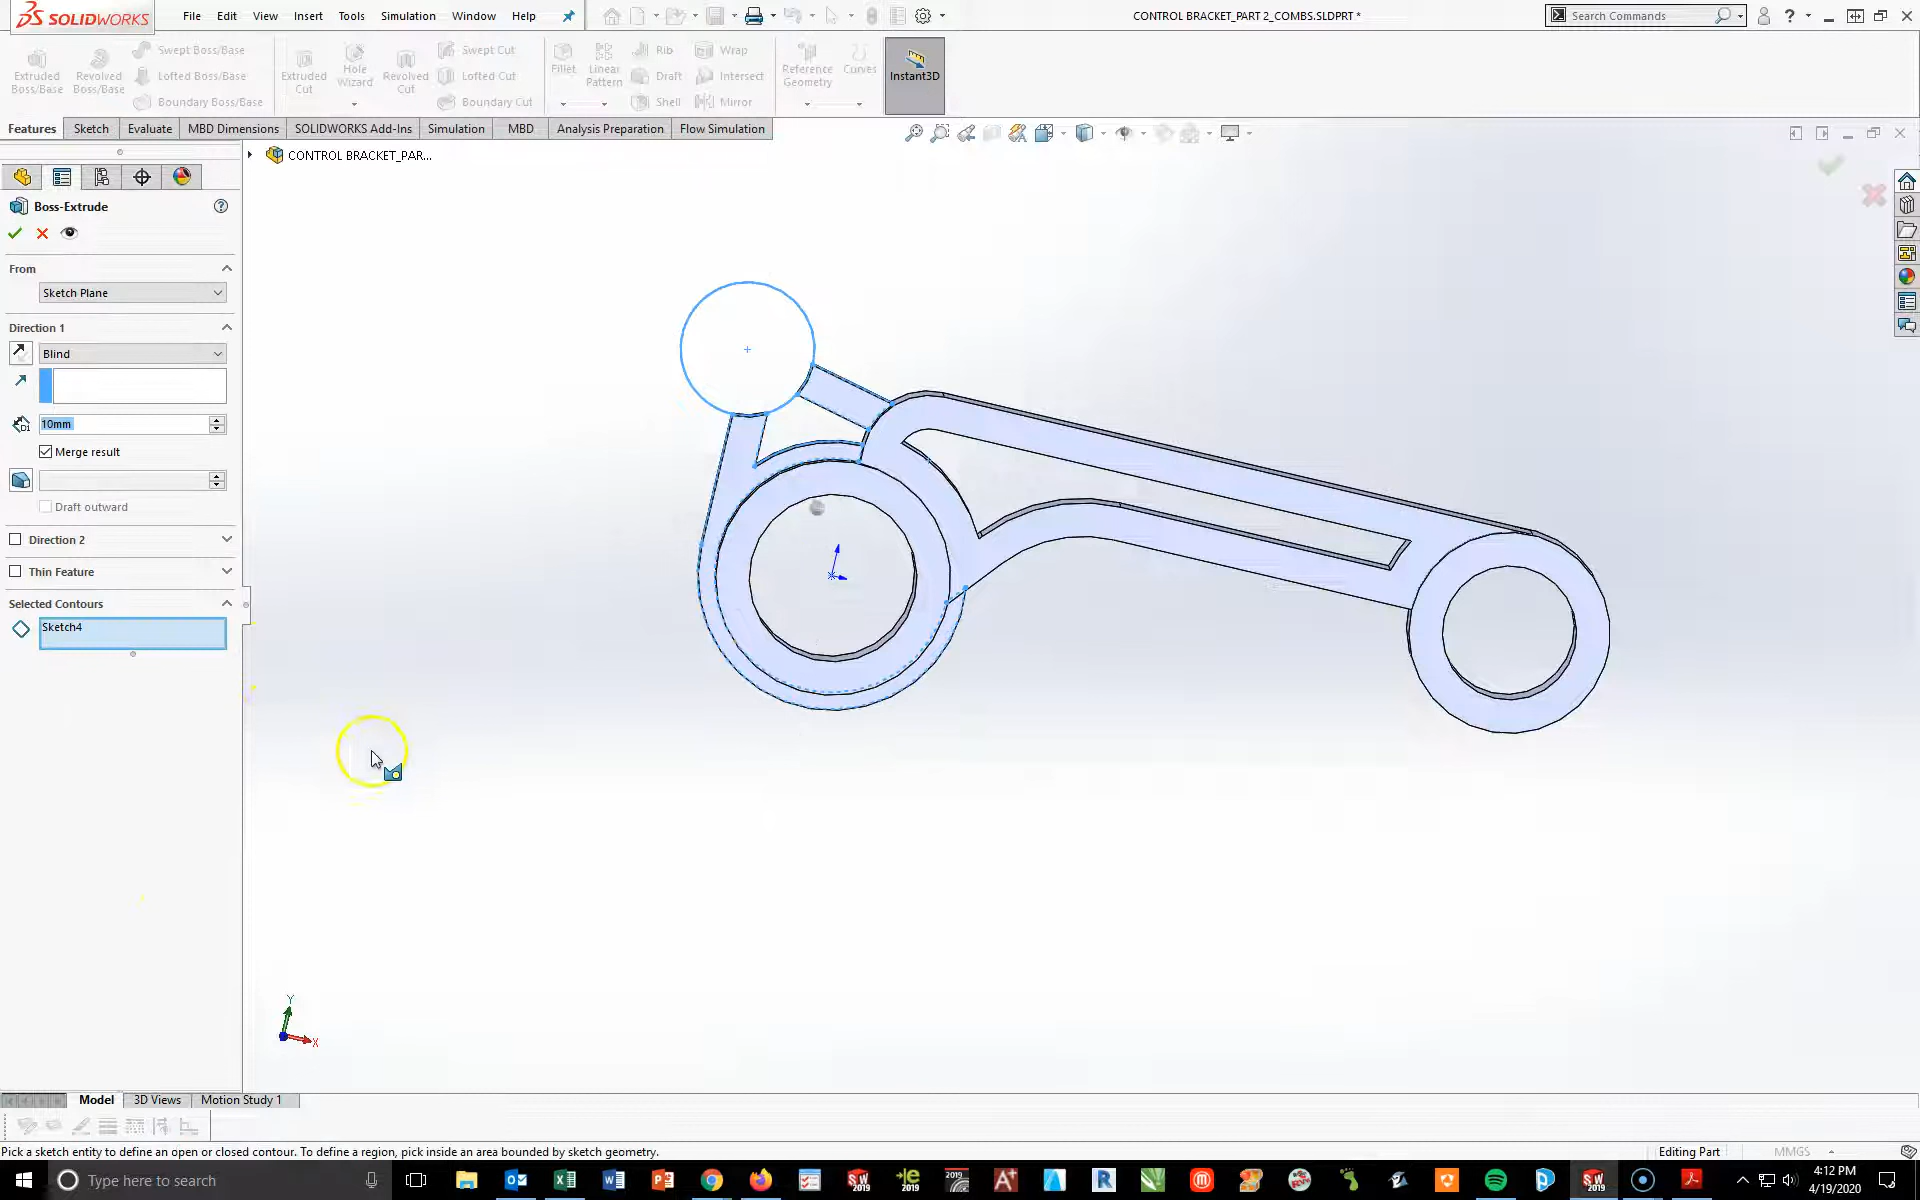 SOLIDWORKS File Edit View Insert Tools Simulation Window Help CONTROL BRACKET_PART 2_COMBS.SLDPRT * Search Commands ?
Extruded Boss/Base
Revolved Boss/Base
Swept Boss/Base
Lofted Boss/Base
Boundary Boss/Base
Extruded Cut
Hole Wizard
Revolved Cut
Swept Cut
Lofted Cut
Boundary Cut
Fillet
Linear Pattern
Rib
Draft
Shell
Wrap
Intersect
Mirror
Reference Geometry
Curves
Instant3D
Features Sketch Evaluate MBD Dimensions SOLIDWORKS Add-Ins Simulation MBD Analysis Preparation Flow Simulation
CONTROL BRACKET_PAR...
Boss-Extrude ?
From
Sketch Plane
Direction 1
Blind
D1
10mm
Merge result
Draft outward
Direction 2
Thin Feature
Selected Contours
Sketch4
Y
X
Model 3D Views Motion Study 1
Pick a sketch entity to define an open or closed contour. To define a region, pick inside an area bounded by sketch geometry. Editing Part MMGS
Type here to search
4:12 PM
4/19/2020